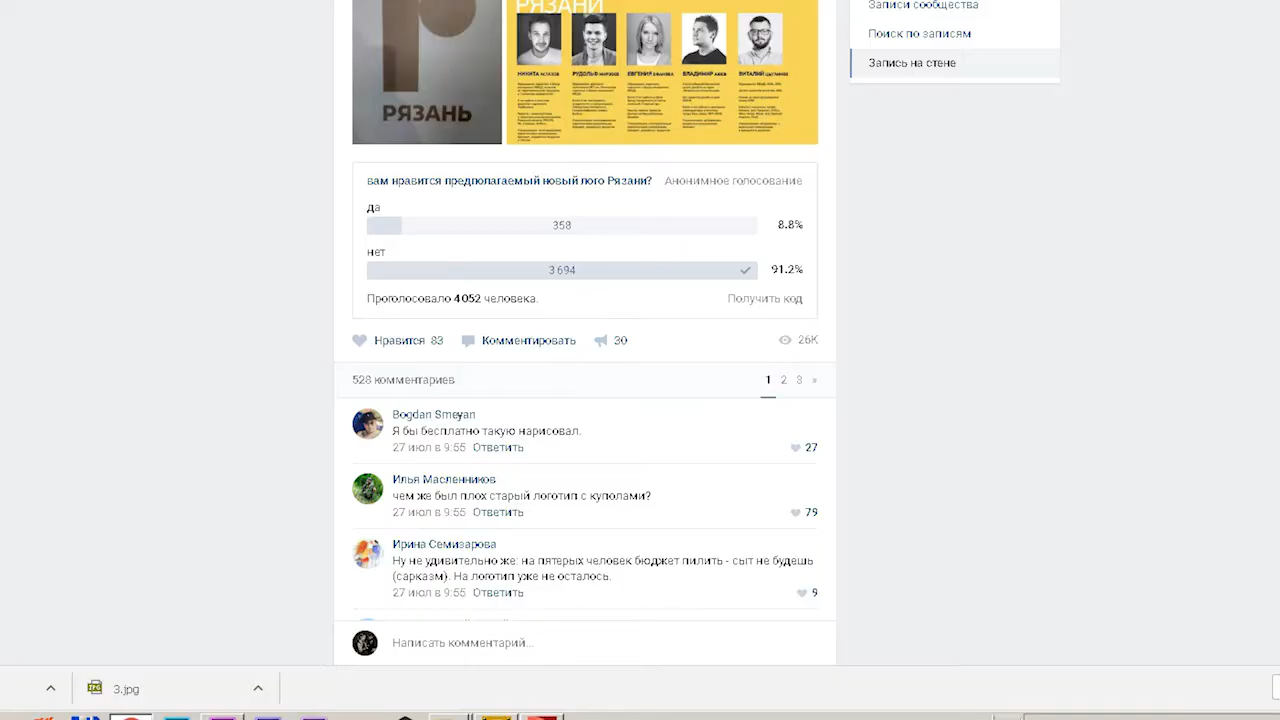 Записи сообщества
Поиск по записям
Запись на стене
РЯЗАНИ
Рязань
НИКИТА
РУДОЛЬФ
ЕВГЕНИЯ
ВЛАДИМИР
ВИТАЛИЙ
вам нравится предполагаемый новый лого Рязани? Анонимное голосование
да
358 8.8%
нет
3 694 91.2%
Проголосовало 4 052 человека. Получить код
Нравится 83 Комментировать 30 26K
528 комментариев 1 2 3 »
Bogdan Smeyan
Я бы бесплатно такую нарисовал.
27 июл в 9:55 Ответить 27
Илья Масленников
чем же был плох старый логотип с куполами?
27 июл в 9:55 Ответить 79
Ирина Семизарова
Ну не удивительно же: на пятерых человек бюджет пилить - сыт не будешь
(сарказм). На логотип уже не осталось.
27 июл в 9:55 Ответить 9
Написать комментарий...
3.jpg